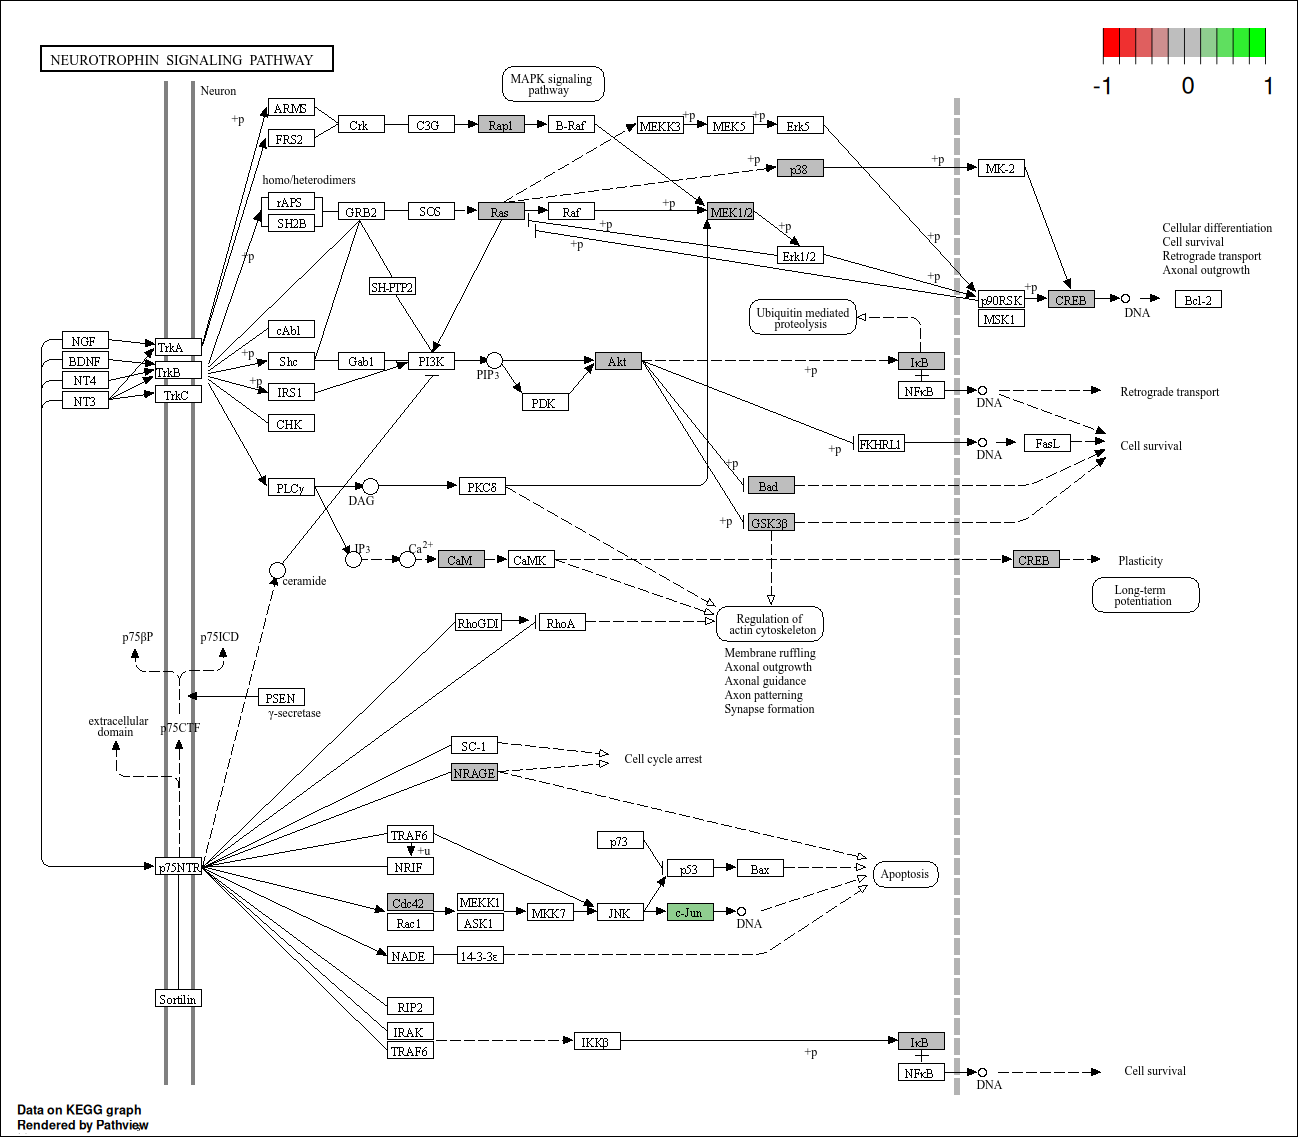 NEUROTROPHIN SIGNALING PATHWAY
-1 0 1
Neuron
MAPK signaling
pathway
+p
ARMS
FRS2
Crk
C3G
Rap1
B-Raf
MEKK3
+p
MEK5
+p
Erk5
homo/heterodimers
rAPS
SH2B
GRB2
SOS
Ras
Raf
+p
MEK1/2
+p
p38
+p
MK-2
+p
Erk1/2
+p
+p
+p
+p
+p
SH-PTP2
p90RSK
MSK1
+p
CREB
DNA
Bcl-2
Cellular differentiation
Cell survival
Retrograde transport
Axonal outgrowth
Ubiquitin mediated
proteolysis
NGF
BDNF
NT4
NT3
TrkA
TrkB
TrkC
cAbl
+p
Shc
+p
IRS1
CHK
Gab1
PI3K
PIP3
PDK
Akt
+p
IκB
NFκB
DNA
Retrograde transport
+p
FKHRL1
DNA
FasL
Cell survival
+p
Bad
+p
GSK3β
PLCγ
DAG
PKCδ
IP3
Ca2+
CaM
CaMK
CREB
Plasticity
Long-term
potentiation
ceramide
RhoGDI
RhoA
Regulation of
actin cytoskeleton
Membrane ruffling
Axonal outgrowth
Axonal guidance
Axon patterning
Synapse formation
p75βP
p75ICD
PSEN
γ-secretase
extracellular
domain
p75CTF
SC-1
NRAGE
Cell cycle arrest
TRAF6
+u
NRIF
p75NTR
p73
p53
Bax
Apoptosis
Cdc42
Rac1
MEKK1
ASK1
MKK7
JNK
c-Jun
DNA
NADE
14-3-3ε
Sortilin
RIP2
IRAK
TRAF6
IKKβ
+p
IκB
NFκB
DNA
Cell survival
Data on KEGG graph
Rendered by Pathview